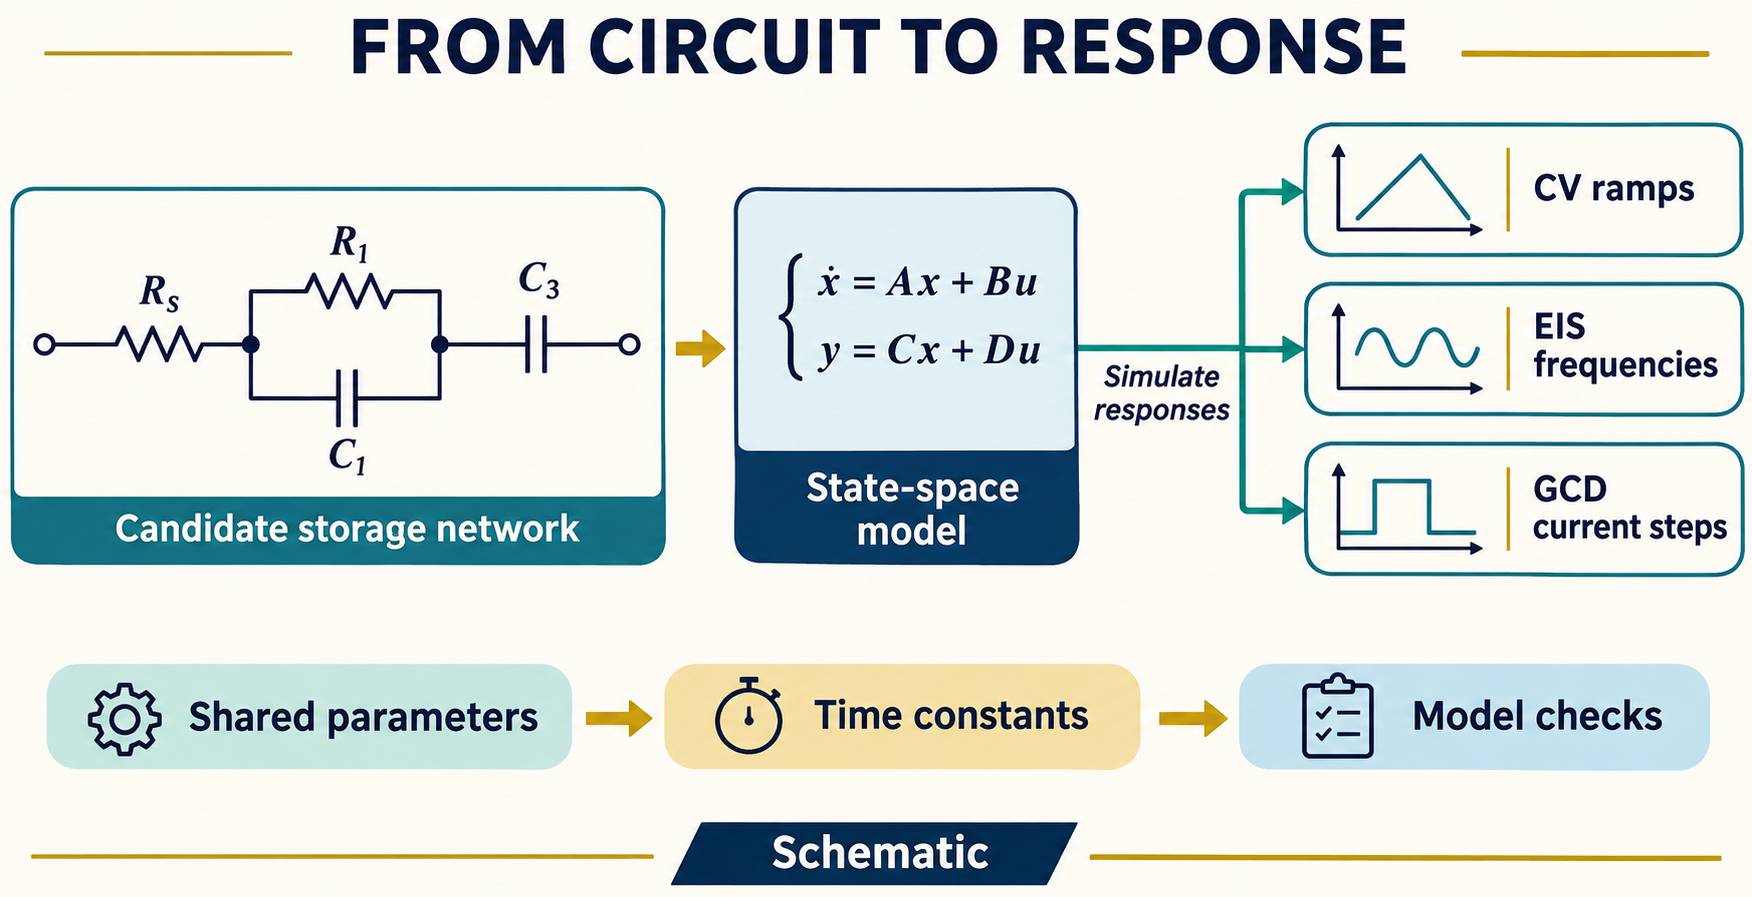 FROM CIRCUIT TO RESPONSE
R1
Rs
C3
C1
Candidate storage network
ẋ = Ax + Bu
y = Cx + Du
State-space
model
Simulate
responses
CV ramps
EIS
frequencies
GCD
current steps
Shared parameters
Time constants
Model checks
Schematic